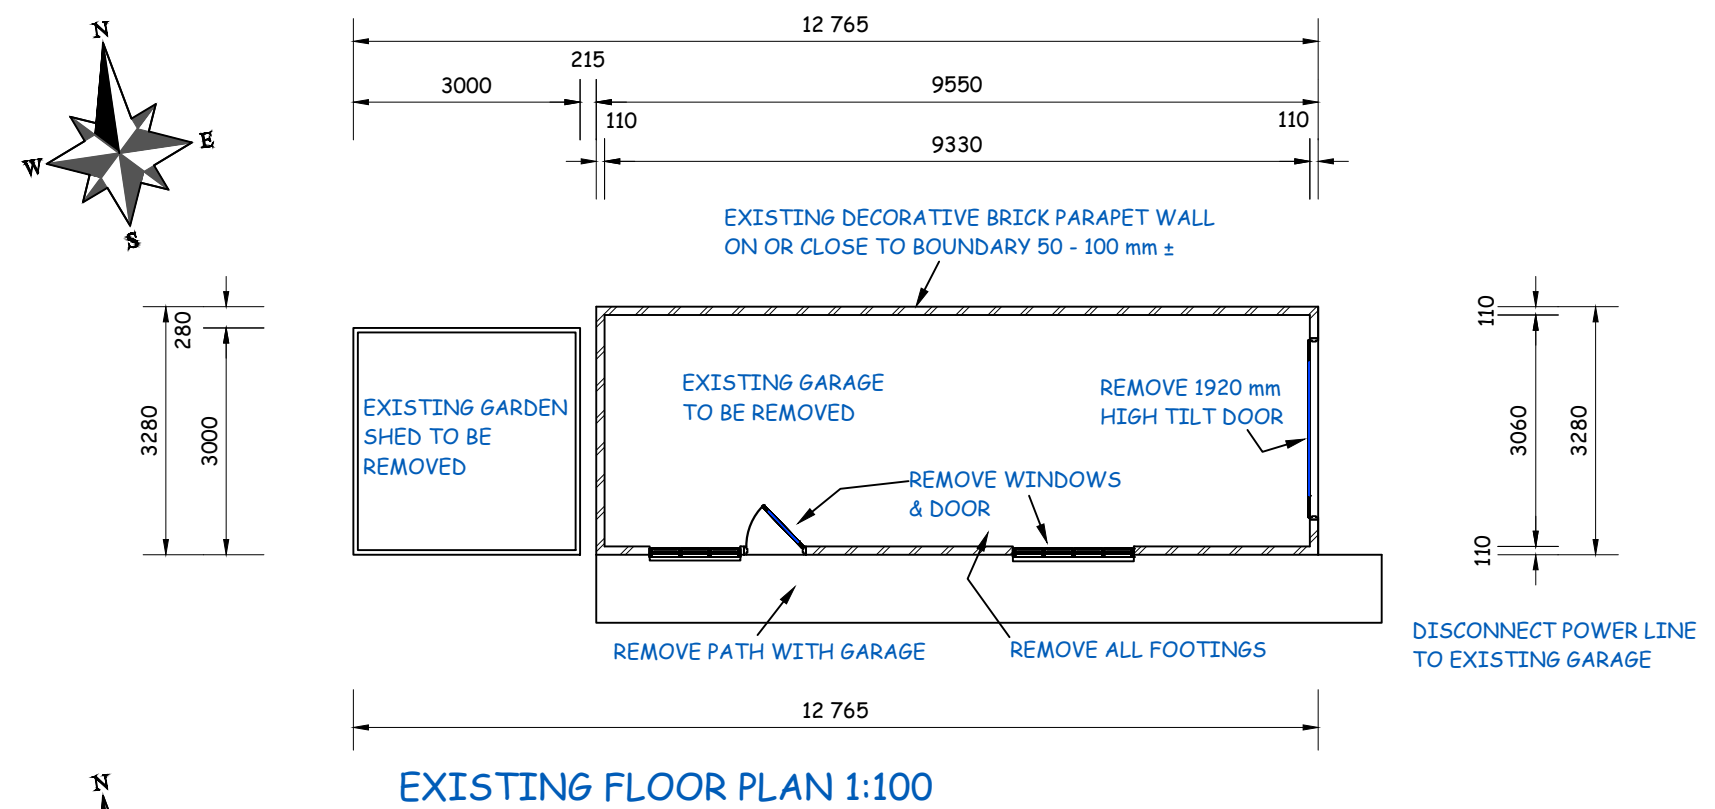 N
W
E
S
12 765
215
3000
9550
110
110
9330
EXISTING DECORATIVE BRICK PARAPET WALL
ON OR CLOSE TO BOUNDARY 50 - 100 mm ±
280
3280
3000
EXISTING GARDEN
SHED TO BE
REMOVED
EXISTING GARAGE
TO BE REMOVED
REMOVE 1920 mm
HIGH TILT DOOR
REMOVE WINDOWS
& DOOR
110
3060
3280
110
REMOVE PATH WITH GARAGE
REMOVE ALL FOOTINGS
DISCONNECT POWER LINE
TO EXISTING GARAGE
12 765
N
EXISTING FLOOR PLAN 1:100